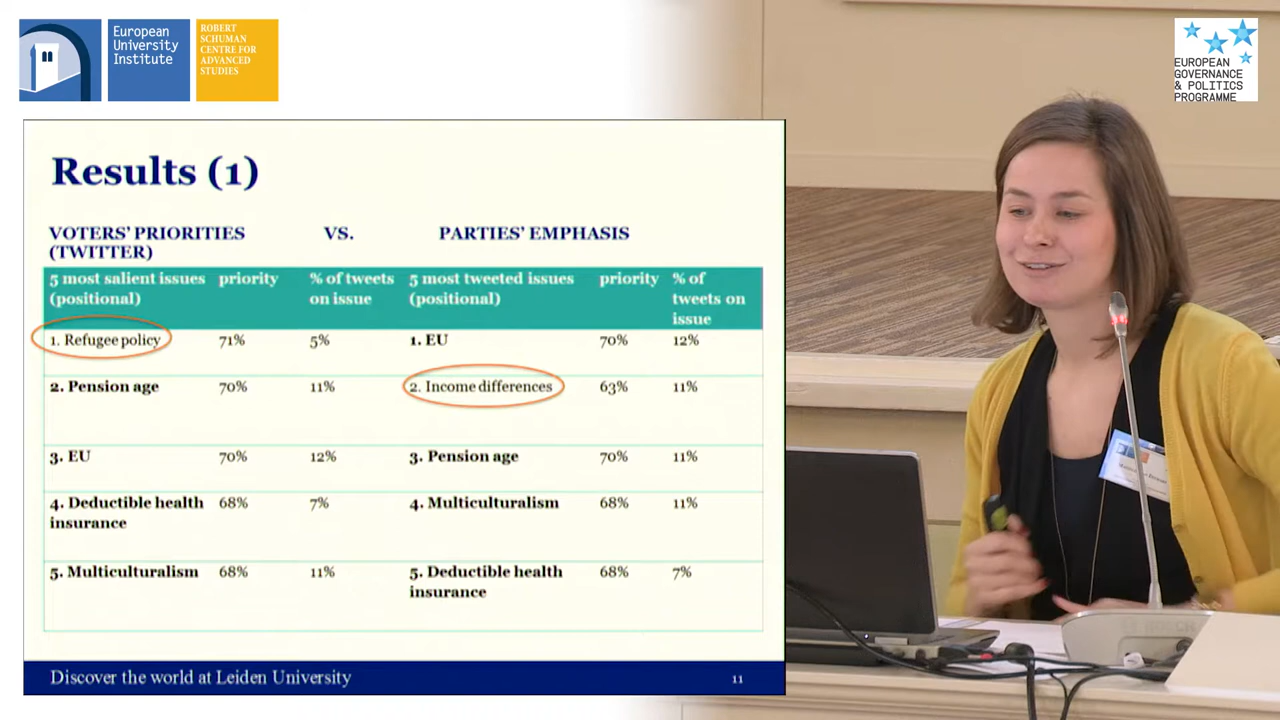 European
University
Institute
ROBERT
SCHUMAN
CENTRE FOR
ADVANCED
STUDIES
EUROPEAN
GOVERNANCE
& POLITICS
PROGRAMME
Results (1)
VOTERS' PRIORITIES VS. PARTIES' EMPHASIS
(TWITTER)
5 most salient issues (positional) priority % of tweets on issue 5 most tweeted issues (positional) priority % of tweets on issue
1. Refugee policy 71% 5% 1. EU 70% 12%
2. Pension age 70% 11% 2. Income differences 63% 11%
3. EU 70% 12% 3. Pension age 70% 11%
4. Deductible health insurance 68% 7% 4. Multiculturalism 68% 11%
5. Multiculturalism 68% 11% 5. Deductible health insurance 68% 7%
Discover the world at Leiden University 11
BOSCH